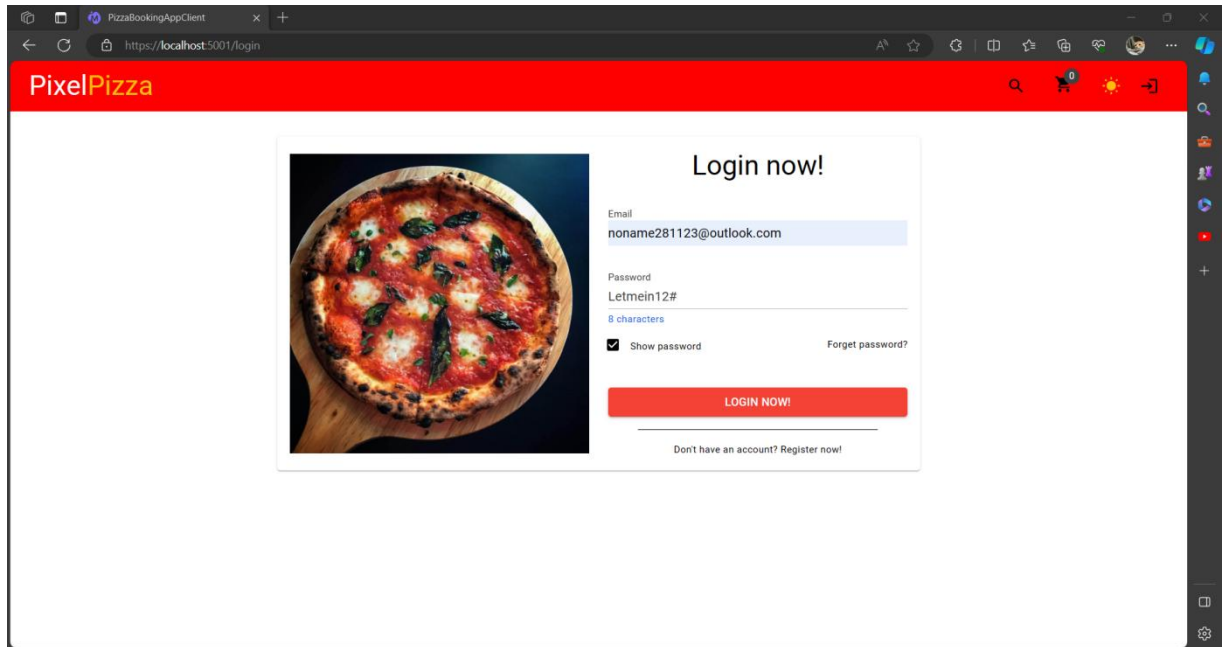 PizzaBookingAppClient
https://localhost:5001/login
PixelPizza
0
Login now!
Email
noname281123@outlook.com
Password
Letmein12#
8 characters
Show password
Forget password?
LOGIN NOW!
Don't have an account? Register now!